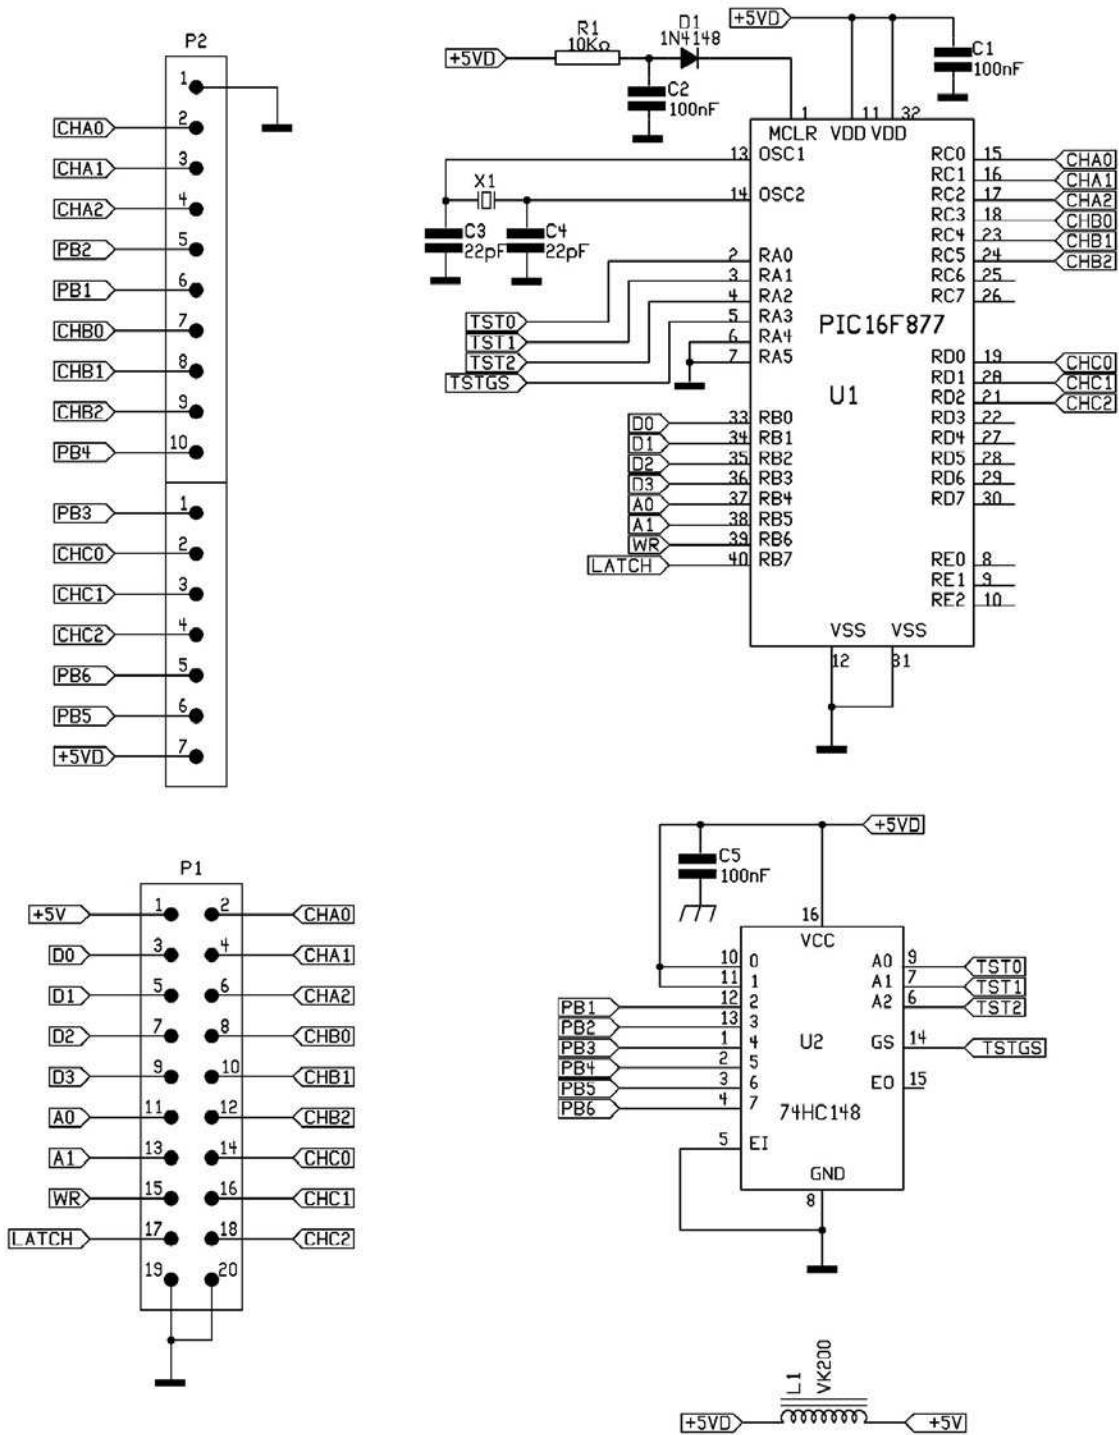 P2
1
CHA0 2
CHA1 3
CHA2 4
PB2 5
PB1 6
CHB0 7
CHB1 8
CHB2 9
PB4 10
PB3 1
CHC0 2
CHC1 3
CHC2 4
PB6 5
PB5 6
+5VD 7
+5VD
R1
10KΩ
D1
1N4148
C2
100nF
+5VD
C1
100nF
1 11 32
MCLR VDD VDD
13 OSC1
X1
14 OSC2
C3
22pF
C4
22pF
2 RA0
3 RA1
4 RA2
5 RA3
6 RA4
7 RA5
TST0
TST1
TST2
TSTGS
D0 33 RB0
D1 34 RB1
D2 35 RB2
D3 36 RB3
A0 37 RB4
A1 38 RB5
WR 39 RB6
LATCH 40 RB7
PIC16F877
U1
RC0 15 CHA0
RC1 16 CHA1
RC2 17 CHA2
RC3 18 CHB0
RC4 23 CHB1
RC5 24 CHB2
RC6 25
RC7 26
RD0 19 CHC0
RD1 20 CHC1
RD2 21 CHC2
RD3 22
RD4 27
RD5 28
RD6 29
RD7 30
RE0 8
RE1 9
RE2 10
VSS VSS
12 31
P1
+5V 1 2 CHA0
D0 3 4 CHA1
D1 5 6 CHA2
D2 7 8 CHB0
D3 9 10 CHB1
A0 11 12 CHB2
A1 13 14 CHC0
WR 15 16 CHC1
LATCH 17 18 CHC2
19 20
+5VD
C5
100nF
16
VCC
10 0
11 1
PB1 12 2
PB2 13 3
PB3 1 4
PB4 2 5
PB5 3 6
PB6 4 7
5 EI
U2
74HC148
A0 9 TST0
A1 7 TST1
A2 6 TST2
GS 14 TSTGS
EO 15
GND
8
L1
VK200
+5VD +5V